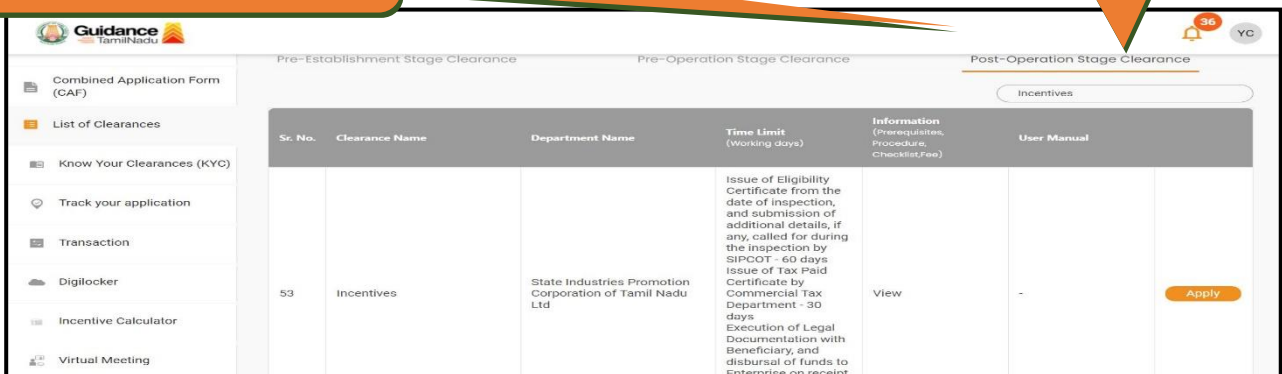 Guidance
TamilNadu
36
YC
Pre-Establishment Stage Clearance
Pre-Operation Stage Clearance
Post-Operation Stage Clearance
Combined Application Form
(CAF)
List of Clearances
Know Your Clearances (KYC)
Track your application
Transaction
Digilocker
Incentive Calculator
Virtual Meeting
Incentives
Sr. No.
Clearance Name
Department Name
Time Limit
(Working days)
Information
(Prerequisites,
Procedure,
Checklist,Fee)
User Manual
53
Incentives
State Industries Promotion
Corporation of Tamil Nadu
Ltd
Issue of Eligibility
Certificate from the
date of inspection,
and submission of
additional details, if
any, called for during
the inspection by
SIPCOT - 60 days
Issue of Tax Paid
Certificate by
Commercial Tax
Department - 30
days
Execution of Legal
Documentation with
Beneficiary, and
disbursal of funds to
Enterprise on receipt
View
-
Apply